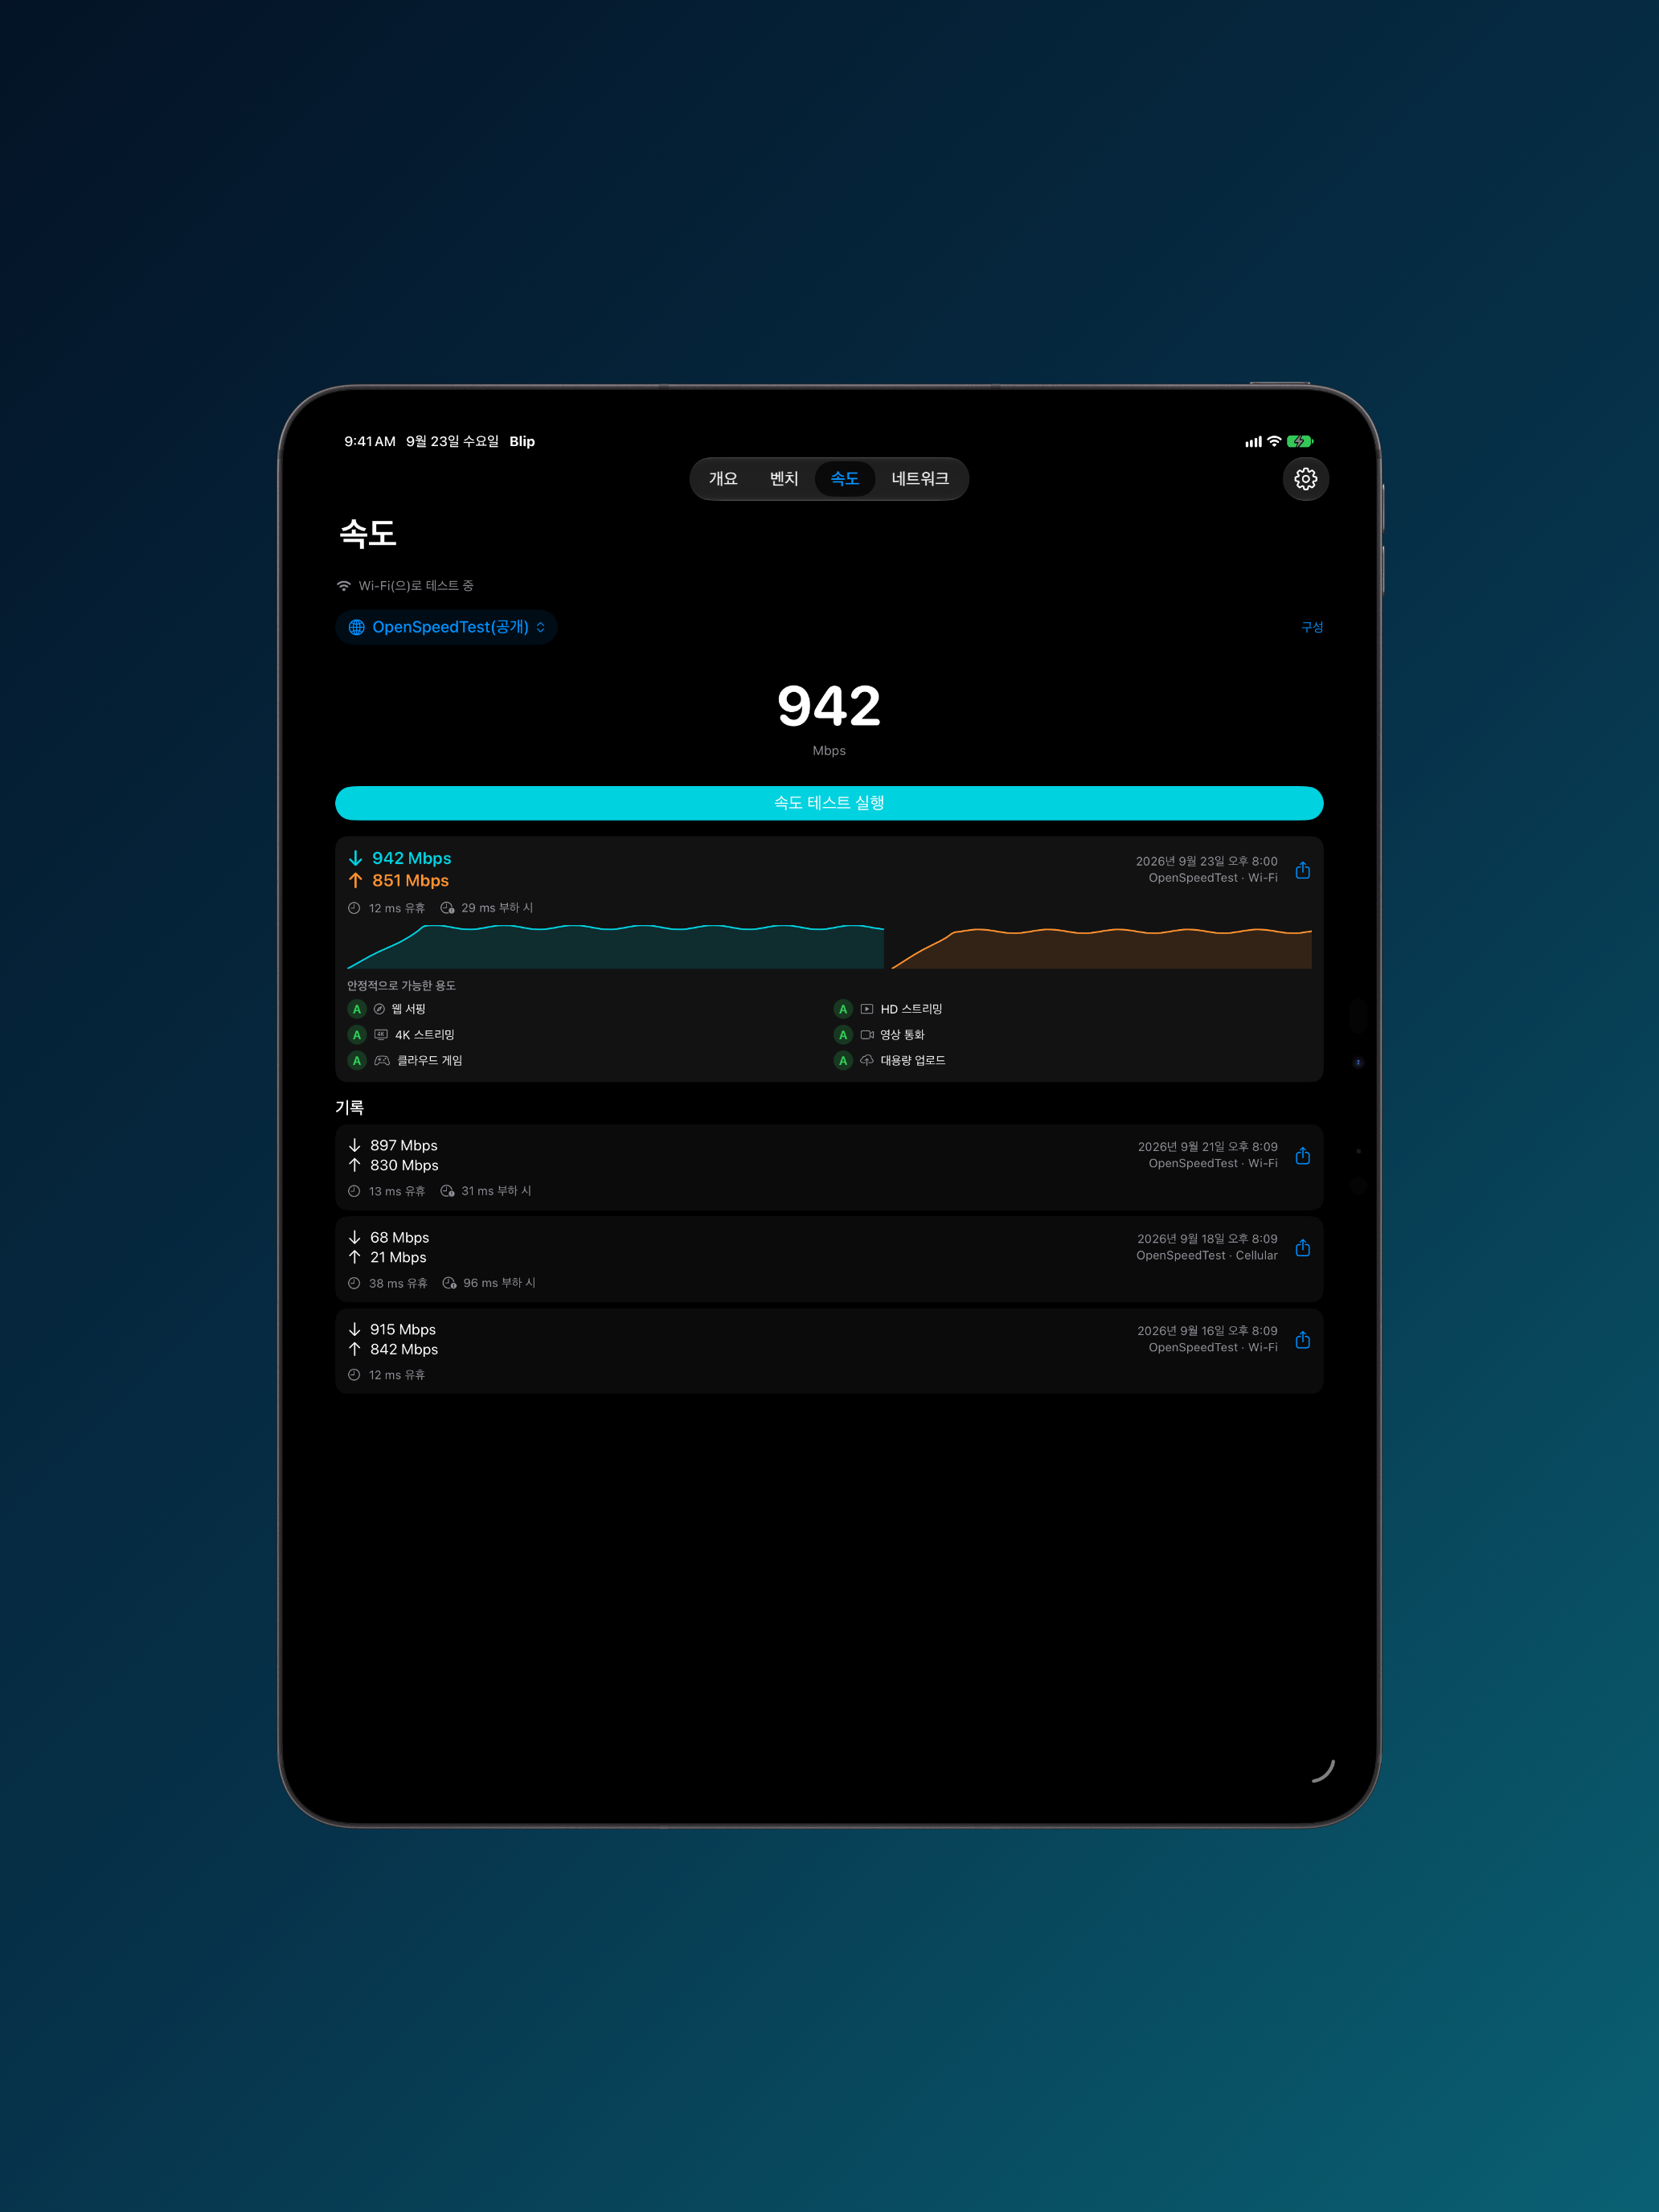 9:41 AM 9월 23일 수요일 Blip
개요 벤치 속도 네트워크
속도
Wi-Fi(으)로 테스트 중
OpenSpeedTest(공개) 구성
942
Mbps
속도 테스트 실행
942 Mbps 2026년 9월 23일 오후 8:00
851 Mbps OpenSpeedTest · Wi-Fi
12 ms 유휴 29 ms 부하 시
안정적으로 가능한 용도
A 웹 서핑 A HD 스트리밍
A 4K 4K 스트리밍 A 영상 통화
A 클라우드 게임 A 대용량 업로드
기록
897 Mbps 2026년 9월 21일 오후 8:09
830 Mbps OpenSpeedTest · Wi-Fi
13 ms 유휴 31 ms 부하 시
68 Mbps 2026년 9월 18일 오후 8:09
21 Mbps OpenSpeedTest · Cellular
38 ms 유휴 96 ms 부하 시
915 Mbps 2026년 9월 16일 오후 8:09
842 Mbps OpenSpeedTest · Wi-Fi
12 ms 유휴